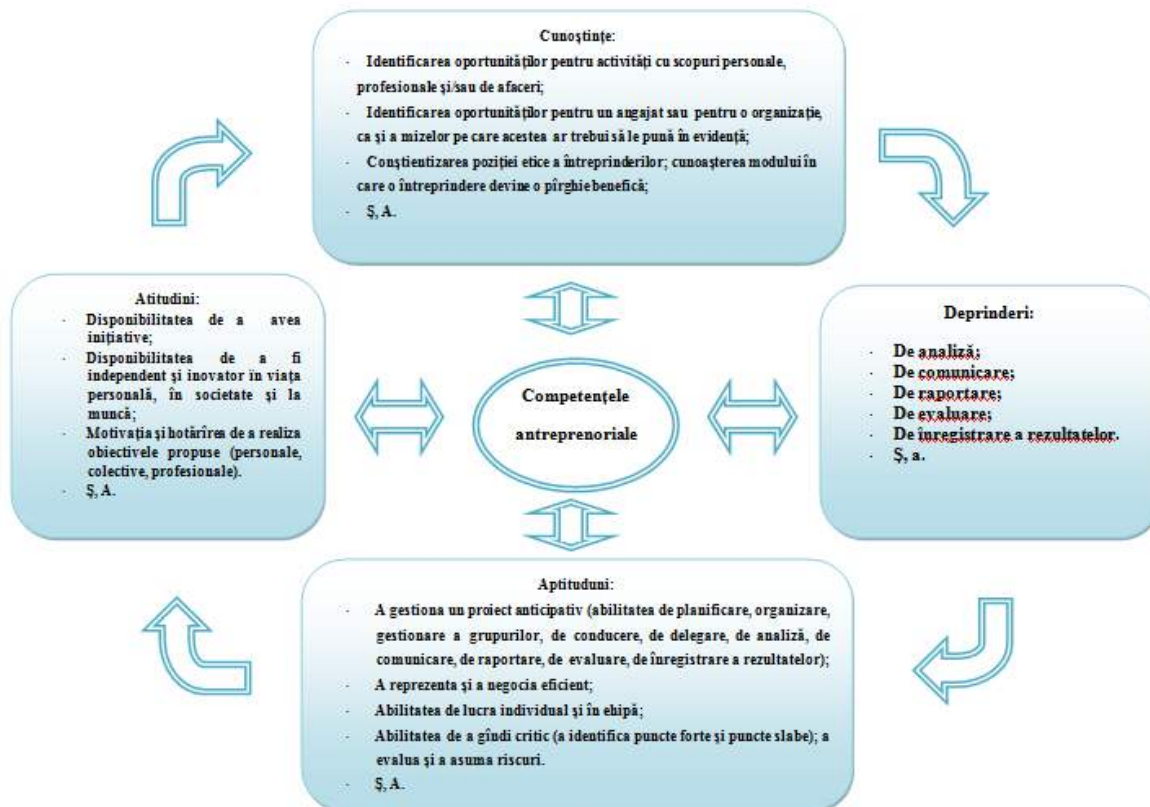 Cunoştinţe:
· Identificarea oportunităţilor pentru activităţi cu scopuri personale,
profesionale şi/sau de afaceri;
· Identificarea oportunităţilor pentru un angajat sau pentru o organizaţie,
ca şi a mizelor pe care acestea ar trebui să le pună în evidenţă;
· Conştientizarea poziţiei etice a întreprinderilor; cunoaşterea modului în
care o întreprindere devine o pîrghie benefică;
· Ş, A.
Atitudini:
· Disponibilitatea de a avea
iniţiative;
· Disponibilitatea de a fi
independent şi inovator în viaţa
personală, în societate şi la
muncă;
· Motivaţia şi hotărîrea de a realiza
obiectivele propuse (personale,
colective, profesionale).
· Ş, A.
Competenţele
antreprenoriale
Deprinderi:
· De analiză;
· De comunicare;
· De raportare;
· De evaluare;
· De înregistrare a rezultatelor.
· Ş, a.
Aptituduni:
· A gestiona un proiect anticipativ (abilitatea de planificare, organizare,
gestionare a grupurilor, de conducere, de delegare, de analiză, de
comunicare, de raportare, de evaluare, de înregistrare a rezultatelor);
· A reprezenta şi a negocia eficient;
· Abilitatea de lucra individual şi în ehipă;
· Abilitatea de a gîndi critic (a identifica puncte forte şi puncte slabe); a
evalua şi a asuma riscuri.
· Ş, A.